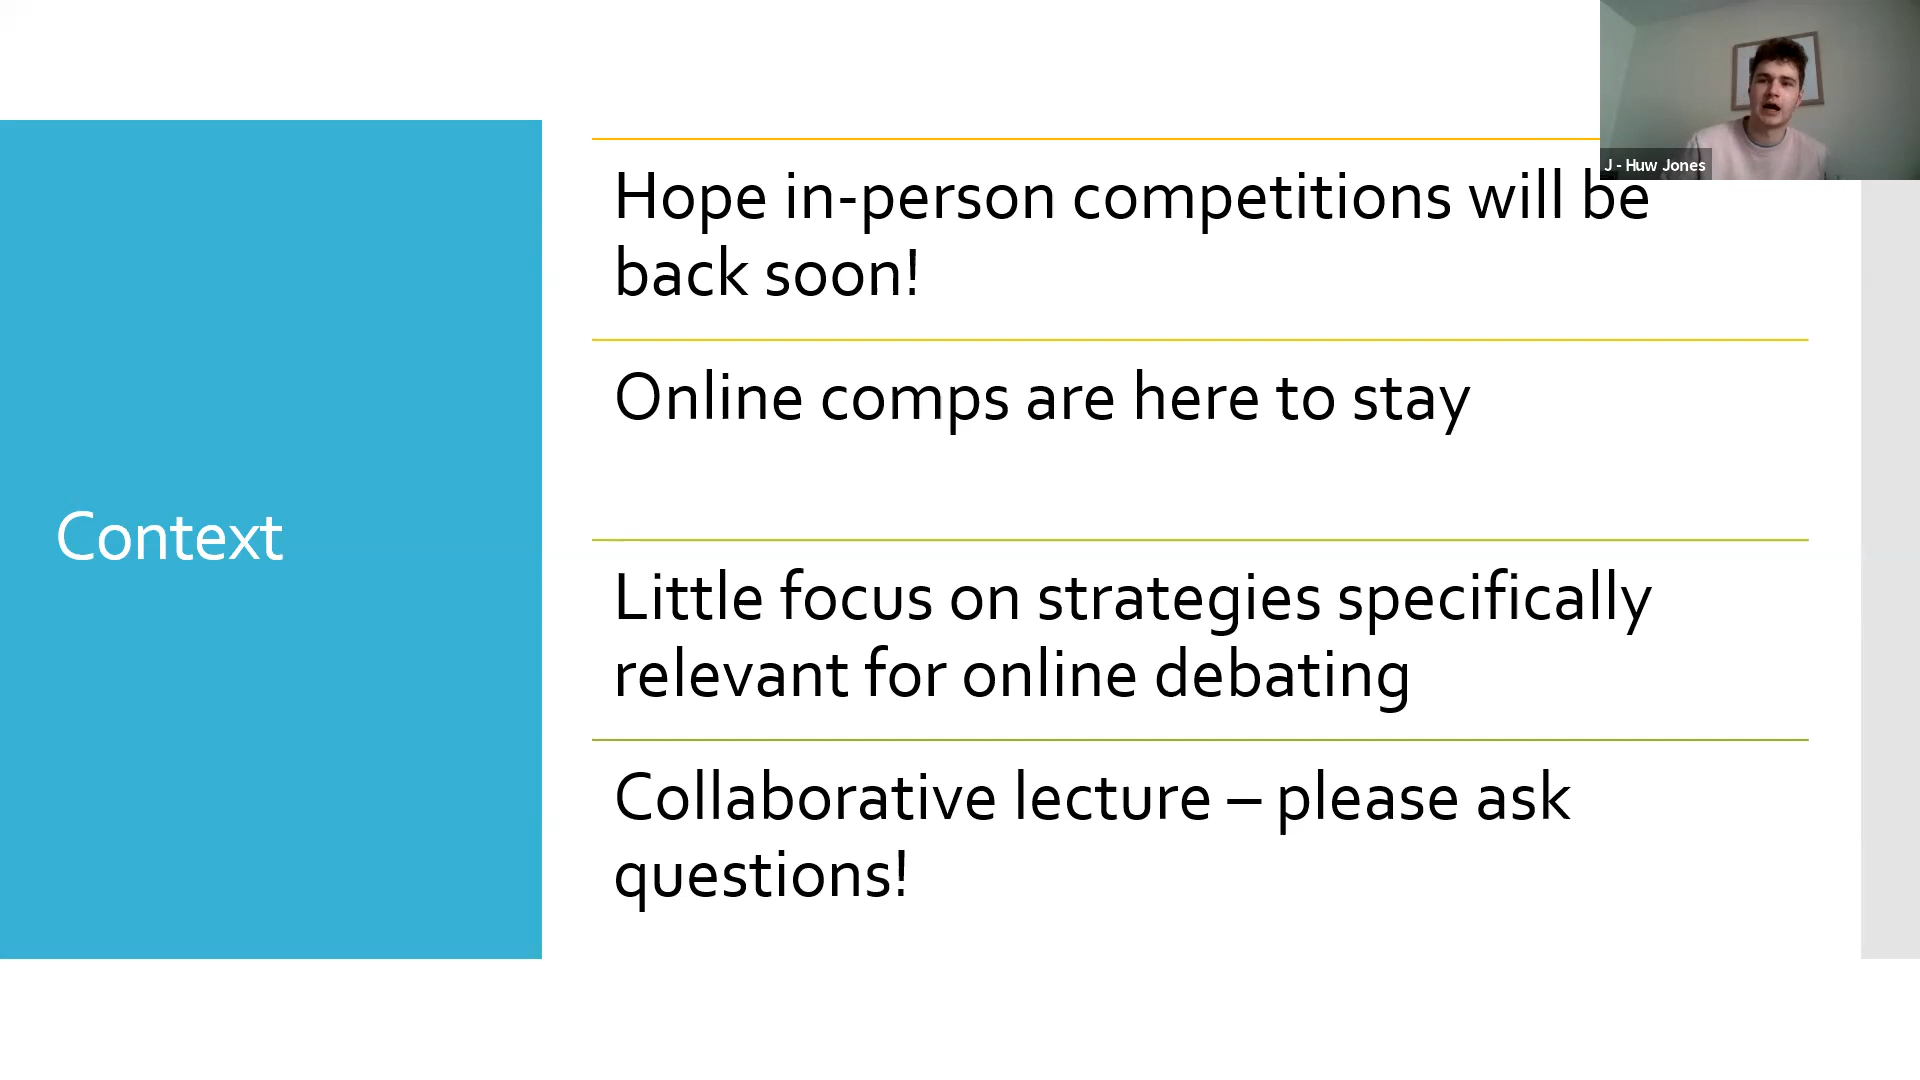 J - Huw Jones
Hope in-person competitions will be
back soon!
Online comps are here to stay
Context
Little focus on strategies specifically
relevant for online debating
Collaborative lecture – please ask
questions!